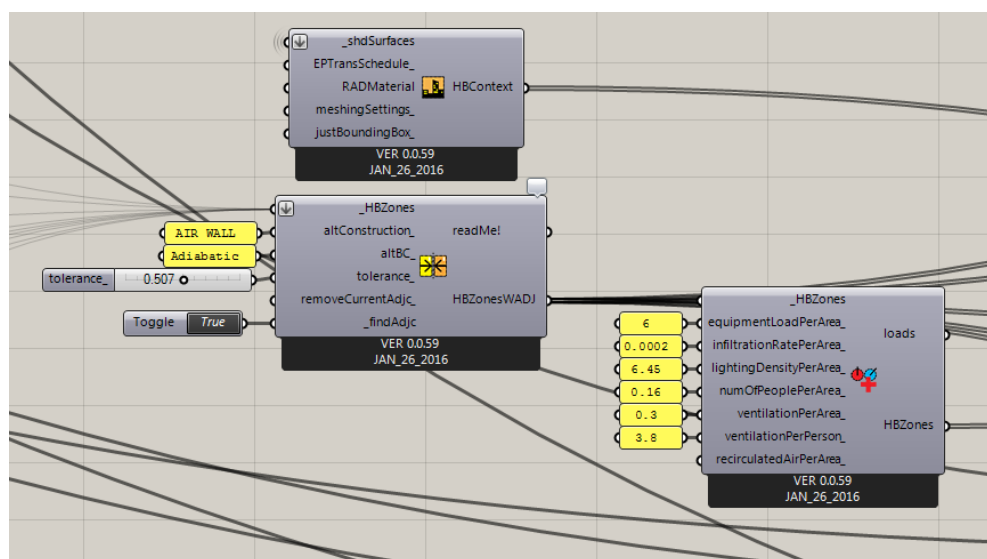 _shdSurfaces
EPTransSchedule_
RADMaterial
HBContext
meshingSettings_
justBoundingBox_
VER 0.0.59
JAN_26_2016
_HBZones
AIR WALL
altConstruction_
readMe!
Adiabatic
altBC_
tolerance_
0.507
tolerance_
removeCurrentAdjc_
HBZonesWADJ
Toggle
True
_findAdjc
VER 0.0.59
JAN_26_2016
_HBZones
6
equipmentLoadPerArea_
loads
0.0002
infiltrationRatePerArea_
6.45
lightingDensityPerArea_
0.16
numOfPeoplePerArea_
0.3
ventilationPerArea_
HBZones
3.8
ventilationPerPerson_
recirculatedAirPerArea_
VER 0.0.59
JAN_26_2016